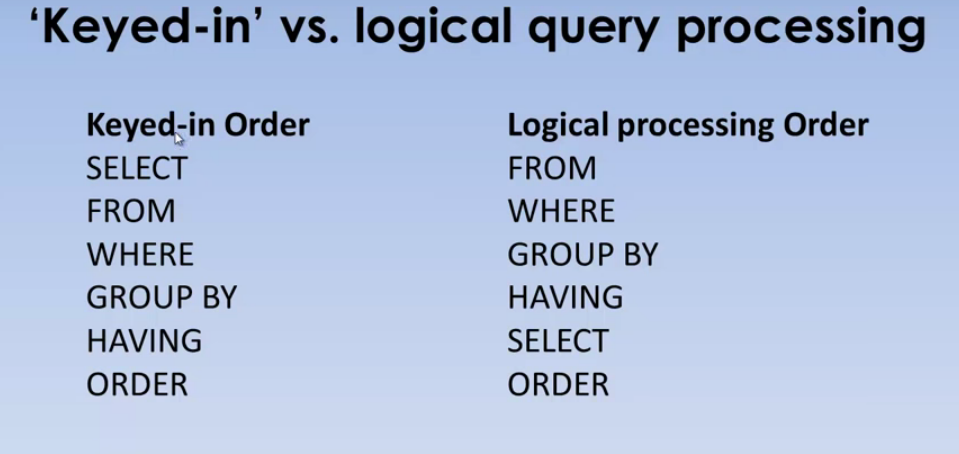 ‘Keyed-in’ vs. logical query processing
Keyed-in Order
SELECT
FROM
WHERE
GROUP BY
HAVING
ORDER
Logical processing Order
FROM
WHERE
GROUP BY
HAVING
SELECT
ORDER